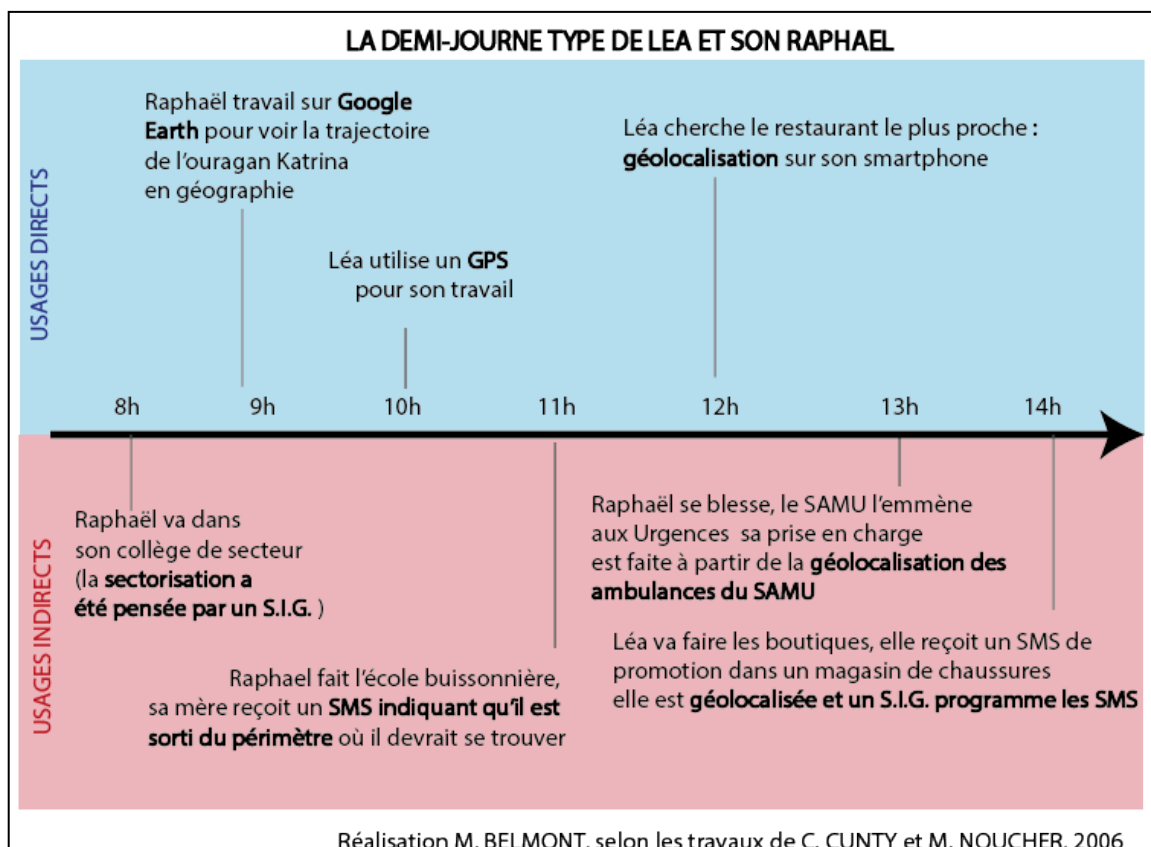 LA DEMI-JOURNE TYPE DE LEA ET SON RAPHAEL
USAGES DIRECTS
Raphaël travail sur Google
Earth pour voir la trajectoire
de l'ouragan Katrina
en géographie
Léa utilise un GPS
pour son travail
Léa cherche le restaurant le plus proche :
géolocalisation sur son smartphone
8h 9h 10h 11h 12h 13h 14h
USAGES INDIRECTS
Raphaël va dans
son collège de secteur
(la sectorisation a
été pensée par un S.I.G. )
Raphael fait l'école buissonnière,
sa mère reçoit un SMS indiquant qu'il est
sorti du périmètre où il devrait se trouver
Raphaël se blesse, le SAMU l'emmène
aux Urgences sa prise en charge
est faite à partir de la géolocalisation des
ambulances du SAMU
Léa va faire les boutiques, elle reçoit un SMS de
promotion dans un magasin de chaussures
elle est géolocalisée et un S.I.G. programme les SMS
Réalisation M. BELMONT, selon les travaux de C. CUNTY et M. NOUCHER, 2006